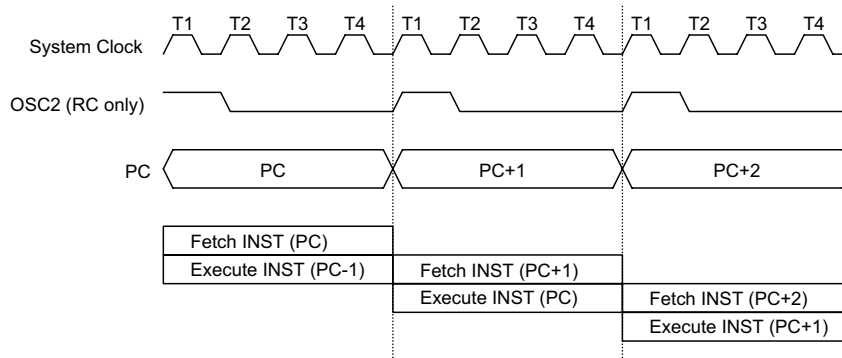 T1 T2 T3 T4 T1 T2 T3 T4 T1 T2 T3 T4
System Clock
OSC2 (RC only)
PC PC PC+1 PC+2
Fetch INST (PC)
Execute INST (PC-1) Fetch INST (PC+1)
Execute INST (PC) Fetch INST (PC+2)
Execute INST (PC+1)